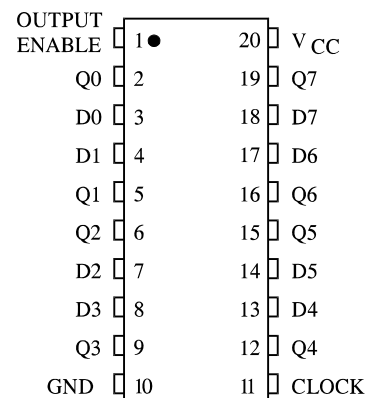 OUTPUT
ENABLE 1 20 VCC
Q0 2 19 Q7
D0 3 18 D7
D1 4 17 D6
Q1 5 16 Q6
Q2 6 15 Q5
D2 7 14 D5
D3 8 13 D4
Q3 9 12 Q4
GND 10 11 CLOCK